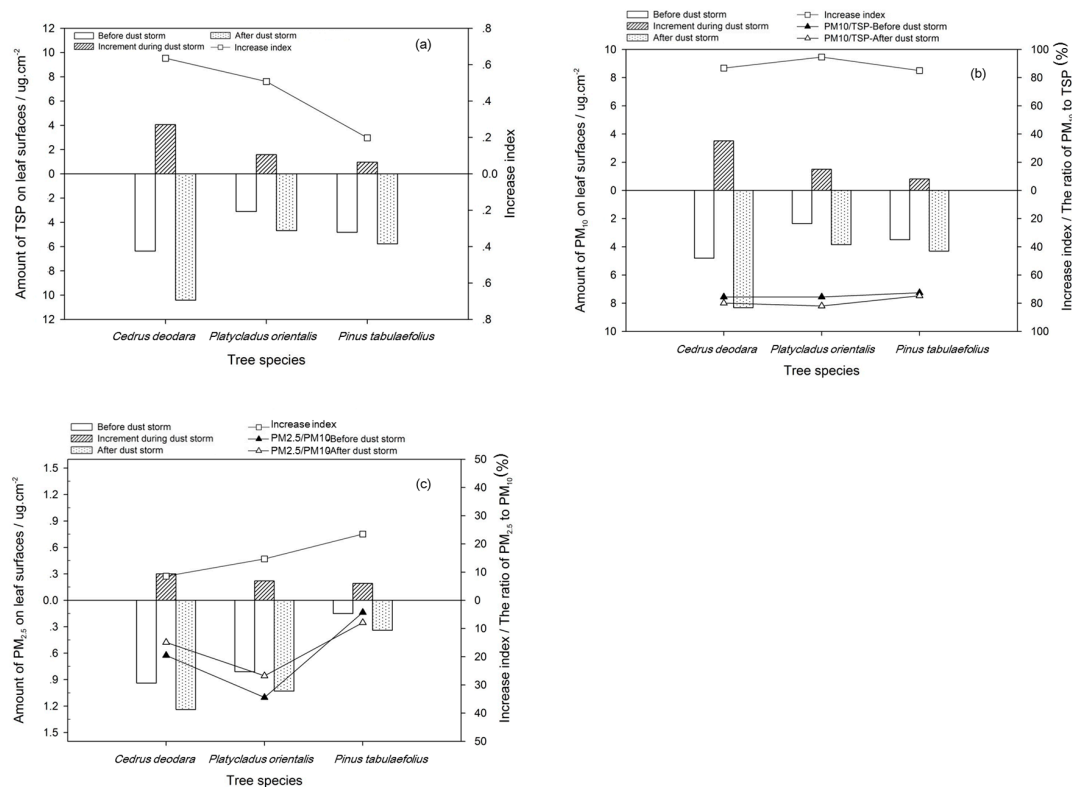 Before dust storm After dust storm
Increment during dust storm Increase index
(a)
12
10
8
6
4
2
0
2
4
6
8
10
12
Amount of TSP on leaf surfaces / ug.cm-2
.8
.6
.4
.2
0.0
.2
.4
.6
.8
Increase index
Cedrus deodara Platycladus orientalis Pinus tabulaefolius
Tree species
Before dust storm Increase index
Increment during dust storm PM10/TSP-Before dust storm
After dust storm PM10/TSP-After dust storm
(b)
10
8
6
4
2
0
2
4
6
8
10
Amount of PM10 on leaf surfaces / ug.cm-2
100
80
60
40
20
0
20
40
60
80
100
Increase index / The ratio of PM10 to TSP (%)
Cedrus deodara Platycladus orientalis Pinus tabulaefolius
Tree species
Before dust storm Increase index
Increment during dust storm PM2.5/PM10-Before dust storm
After dust storm PM2.5/PM10-After dust storm
(c)
1.5
1.2
.9
.6
.3
0.0
.3
.6
.9
1.2
1.5
Amount of PM2.5 on leaf surfaces / ug.cm-2
50
40
30
20
10
0
10
20
30
40
50
Increase index / The ratio of PM2.5 to PM10 (%)
Cedrus deodara Platycladus orientalis Pinus tabulaefolius
Tree species